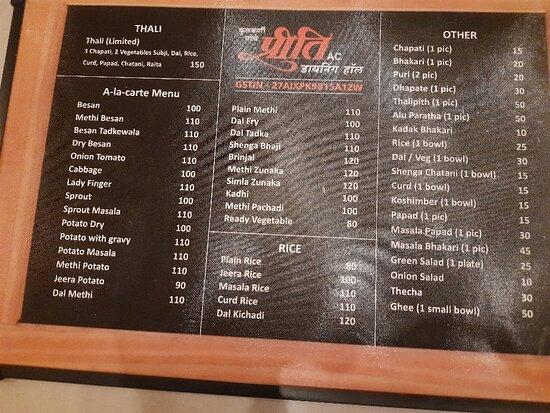 THALI
Thali (Limited)
3 Chapati, 2 Vegetables Subji, Dal, Rice,
Curd, Papad, Chatani, Raita 150
A-la-carte Menu
Besan 100
Methi Besan 110
Besan Tadkewala 110
Dry Besan 110
Onion Tomato 110
Cabbage 100
Lady Finger 110
Sprout 100
Sprout Masala 110
Potato Dry 100
Potato with gravy 110
Potato Masala 110
Methi Potato 110
Jeera Potato 90
Dal Methi 110
कुलकर्णी
यांचे
प्रीति AC
डायनिंग हॉल
GSTIN - 27AIXPK9815A1ZW
Plain Methi 110
Dal Fry 100
Dal Tadka 110
Shenga Bhaji 110
Brinjal 120
Methi Zunaka 110
Simla Zunaka 120
Kadhi 100
Methi Pachadi 100
Ready Vegetable 80
RICE
Plain Rice 80
Jeera Rice 100
Masala Rice 110
Curd Rice 110
Dal Kichadi 120
OTHER
Chapati (1 pic) 15
Bhakari (1 pic) 15
Puri (2 pic) 20
Dhapate (1 pic) 30
Thalipith (1 pic) 30
Alu Paratha (1 pic) 30
Kadak Bhakari
Rice (1 bowl)
Dal / Veg (1 bowl) 30
Shenga Chatani (1 bowl)
Curd (1 bowl) 10
Koshimber (1 bowl) 10
Papad (1 pic)
Masala Papad (1 pic) 30
Masala Bhakari (1 pic) 45
Green Salad (1 plate) 25
Onion Salad 10
Thecha 10
Ghee (1 small bowl) 50